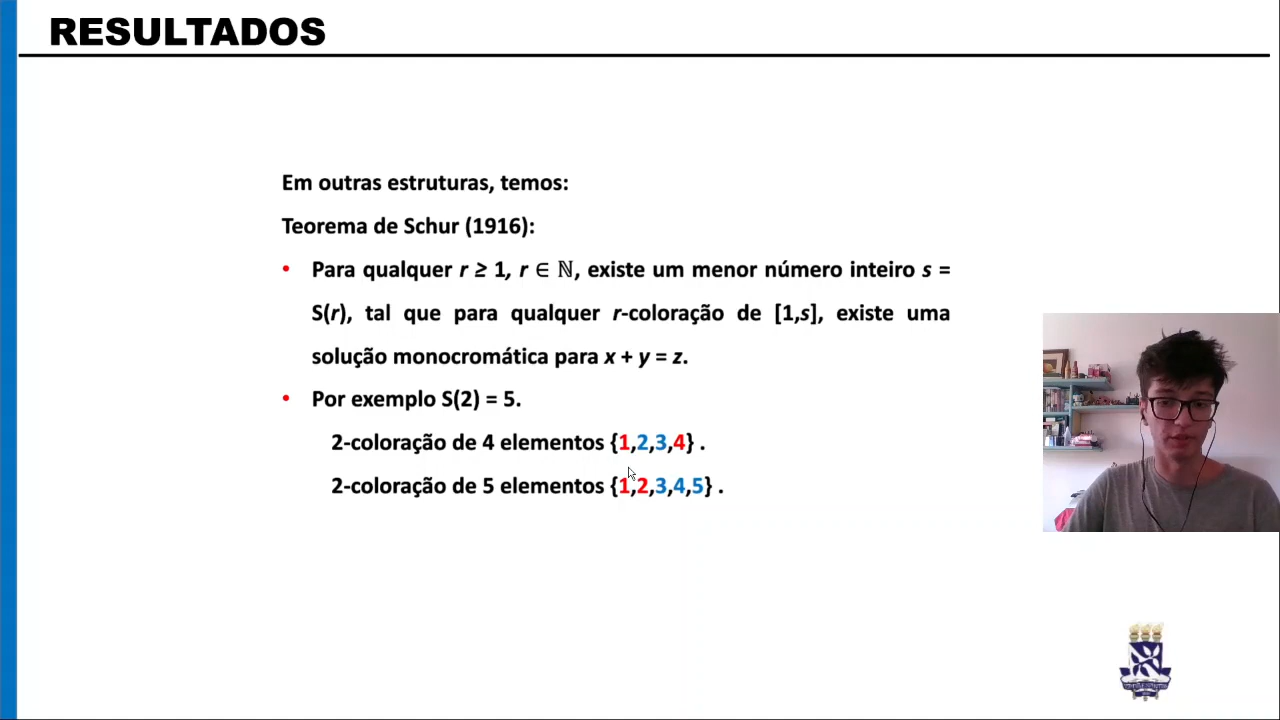 RESULTADOS
Em outras estruturas, temos:
Teorema de Schur (1916):
• Para qualquer r ≥ 1, r ∈ ℕ, existe um menor número inteiro s =
S(r), tal que para qualquer r-coloração de [1,s], existe uma
solução monocromática para x + y = z.
• Por exemplo S(2) = 5.
2-coloração de 4 elementos {1,2,3,4} .
2-coloração de 5 elementos {1,2,3,4,5} .